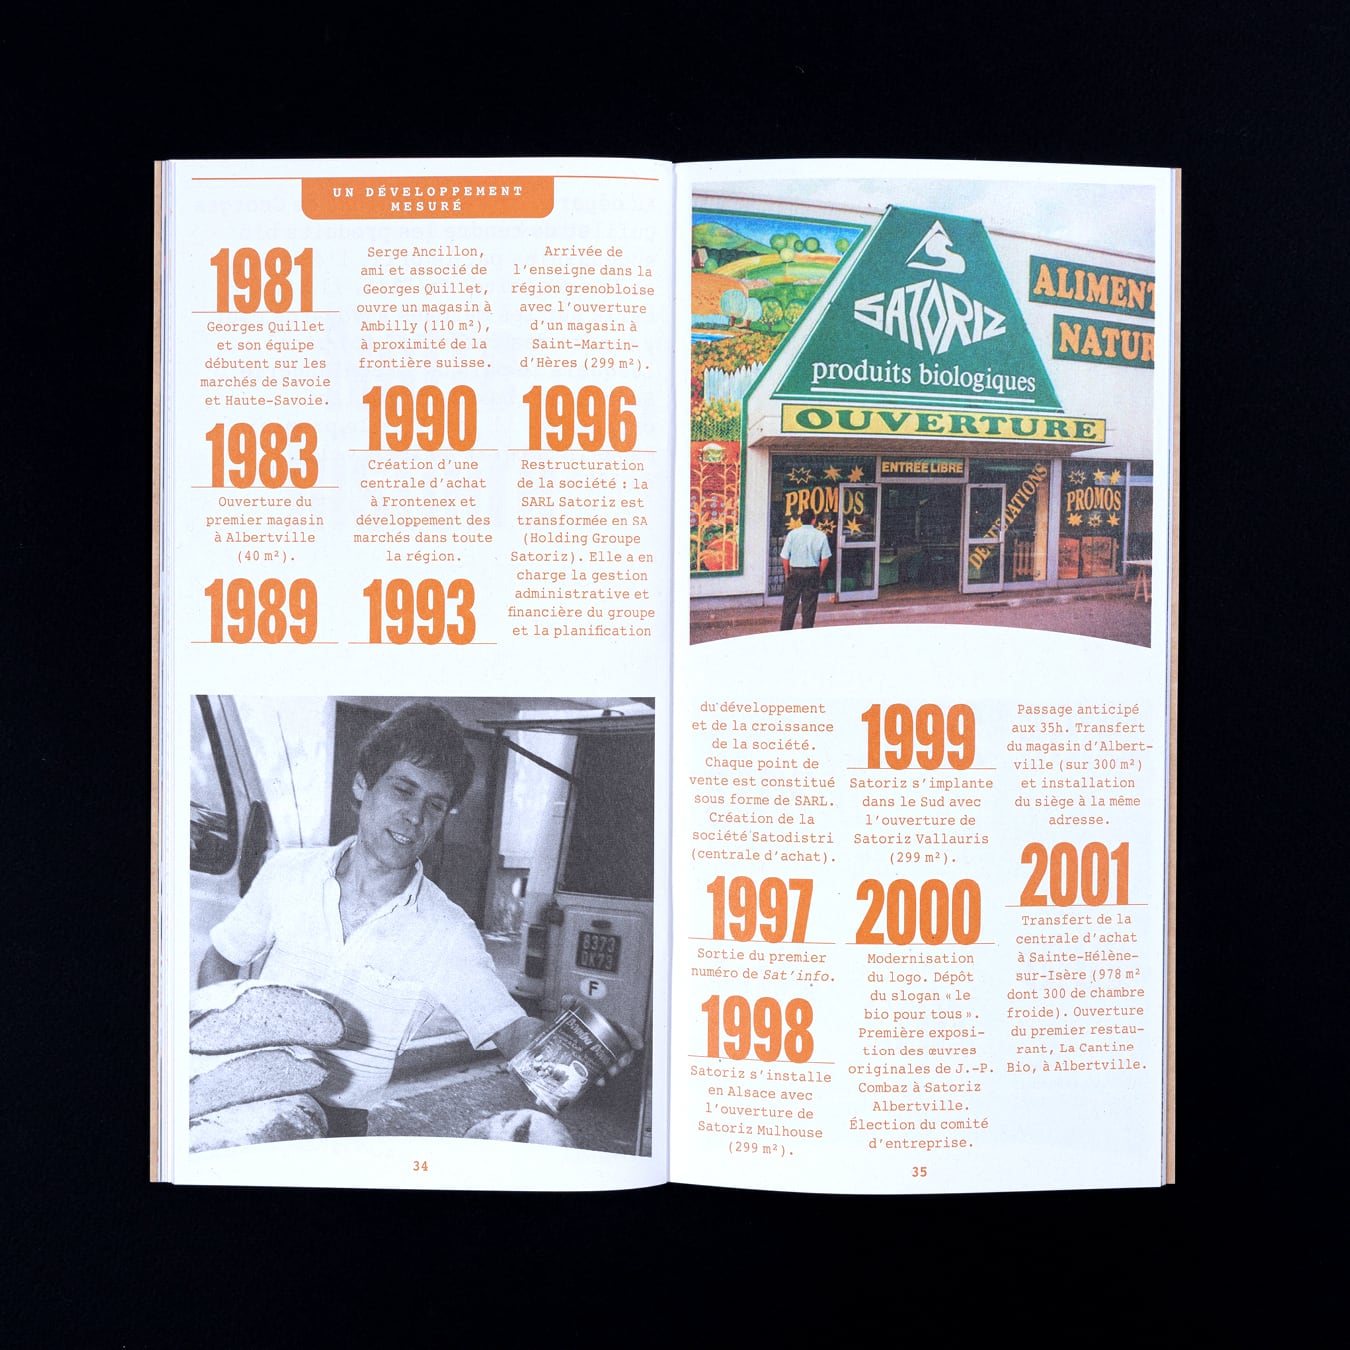 UN DÉVELOPPEMENT
MESURÉ
1981
Georges Quillet
et son équipe
débutent sur les
marchés de Savoie
et Haute-Savoie.
1983
Ouverture du
premier magasin
à Albertville
(40 m²).
1989
Serge Ancillon,
ami et associé de
Georges Quillet,
ouvre un magasin à
Ambilly (110 m²),
à proximité de la
frontière suisse.
1990
Création d'une
centrale d'achat
à Frontenex et
développement des
marchés dans toute
la région.
1993
Arrivée de
l'enseigne dans la
région grenobloise
avec l'ouverture
d'un magasin à
Saint-Martin-
d'Hères (299 m²).
1996
Restructuration
de la société : la
SARL Satoriz est
transformée en SA
(Holding Groupe
Satoriz). Elle a en
charge la gestion
administrative et
financière du groupe
et la planification
8373
QK73
F
34
SATORIZ
produits biologiques
ALIMENT
NATUR
OUVERTURE
ENTRÉE LIBRE
PROMOS
PROMOS
du développement
et de la croissance
de la société.
Chaque point de
vente est constitué
sous forme de SARL.
Création de la
société Satodistri
(centrale d'achat).
1997
Sortie du premier
numéro de Sat'info.
1998
Satoriz s'installe
en Alsace avec
l'ouverture de
Satoriz Mulhouse
(299 m²).
1999
Satoriz s'implante
dans le Sud avec
l'ouverture de
Satoriz Vallauris
(299 m²).
2000
Modernisation
du logo. Dépôt
du slogan « le
bio pour tous ».
Première exposi-
tion des œuvres
originales de J.-P.
Combaz à Satoriz
Albertville.
Élection du comité
d'entreprise.
Passage anticipé
aux 35h. Transfert
du magasin d'Albert-
ville (sur 300 m²)
et installation
du siège à la même
adresse.
2001
Transfert de la
centrale d'achat
à Sainte-Hélène-
sur-Isère (978 m²
dont 300 de chambre
froide). Ouverture
du premier restau-
rant, La Cantine
Bio, à Albertville.
35